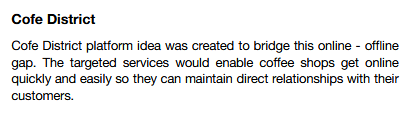 Cofe District
Cofe District platform idea was created to bridge this online - offline
gap. The targeted services would enable coffee shops get online
quickly and easily so they can maintain direct relationships with their
customers.